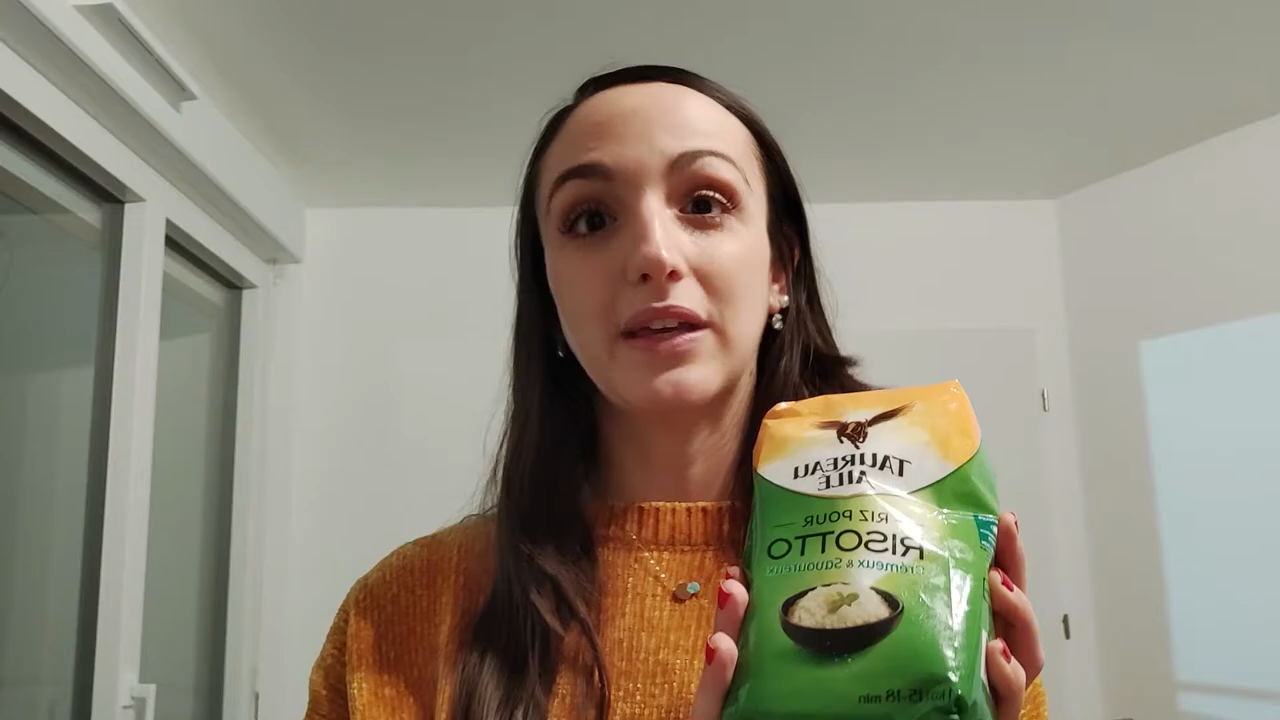 TAUREAU
AILÉ
RIZ POUR
RISOTTO
Crémeux & Savoureux
15-18 min